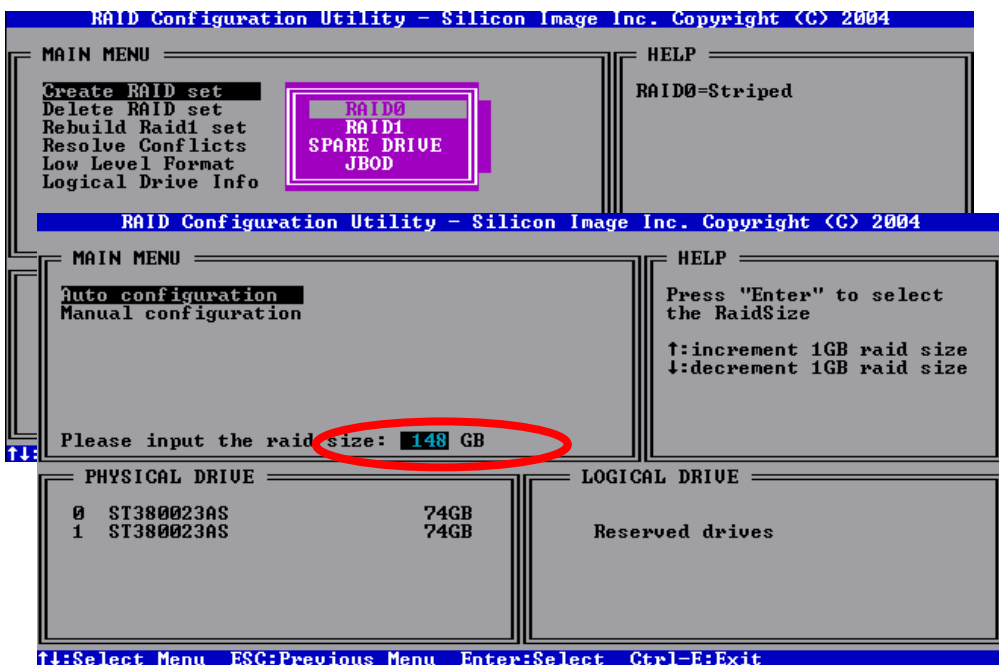 RAID Configuration Utility - Silicon Image Inc. Copyright (C) 2004
MAIN MENU
Create RAID set
Delete RAID set
Rebuild Raid1 set
Resolve Conflicts
Low Level Format
Logical Drive Info
RAID0
RAID1
SPARE DRIVE
JBOD
HELP
RAID0=Striped
↑↓:
RAID Configuration Utility - Silicon Image Inc. Copyright (C) 2004
MAIN MENU
Auto configuration
Manual configuration
Please input the raid size: 148 GB
HELP
Press "Enter" to select
the RaidSize
↑:increment 1GB raid size
↓:decrement 1GB raid size
PHYSICAL DRIVE
0 ST380023AS 74GB
1 ST380023AS 74GB
LOGICAL DRIVE
Reserved drives
↑↓:Select Menu ESC:Previous Menu Enter:Select Ctrl-E:Exit